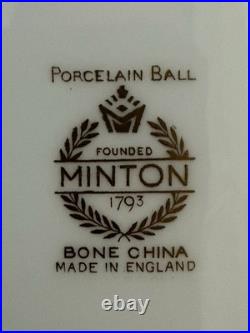 PORCELAIN BALL
M
FOUNDED
MINTON
1793
BONE CHINA
MADE IN ENGLAND